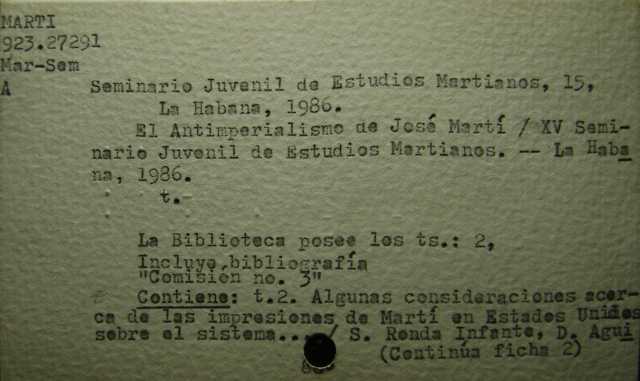 MARTI
923.27291
Mar-Sem
A Seminario Juvenil de Estudios Martianos, 15,
La Habana, 1986.
El Antimperialismo de José Martí / XV Semi-
nario Juvenil de Estudios Martianos. -- La Haba
na, 1986.
t.
La Biblioteca posee los ts.: 2,
Incluye bibliografía
"Comisión no. 3"
Contiene: t.2. Algunas consideraciones acer-
ca de las impresiones de Martí en Estados Unidos
sobre el sistema... / S. Ronda Infante, D. Agui
(Continúa ficha 2)